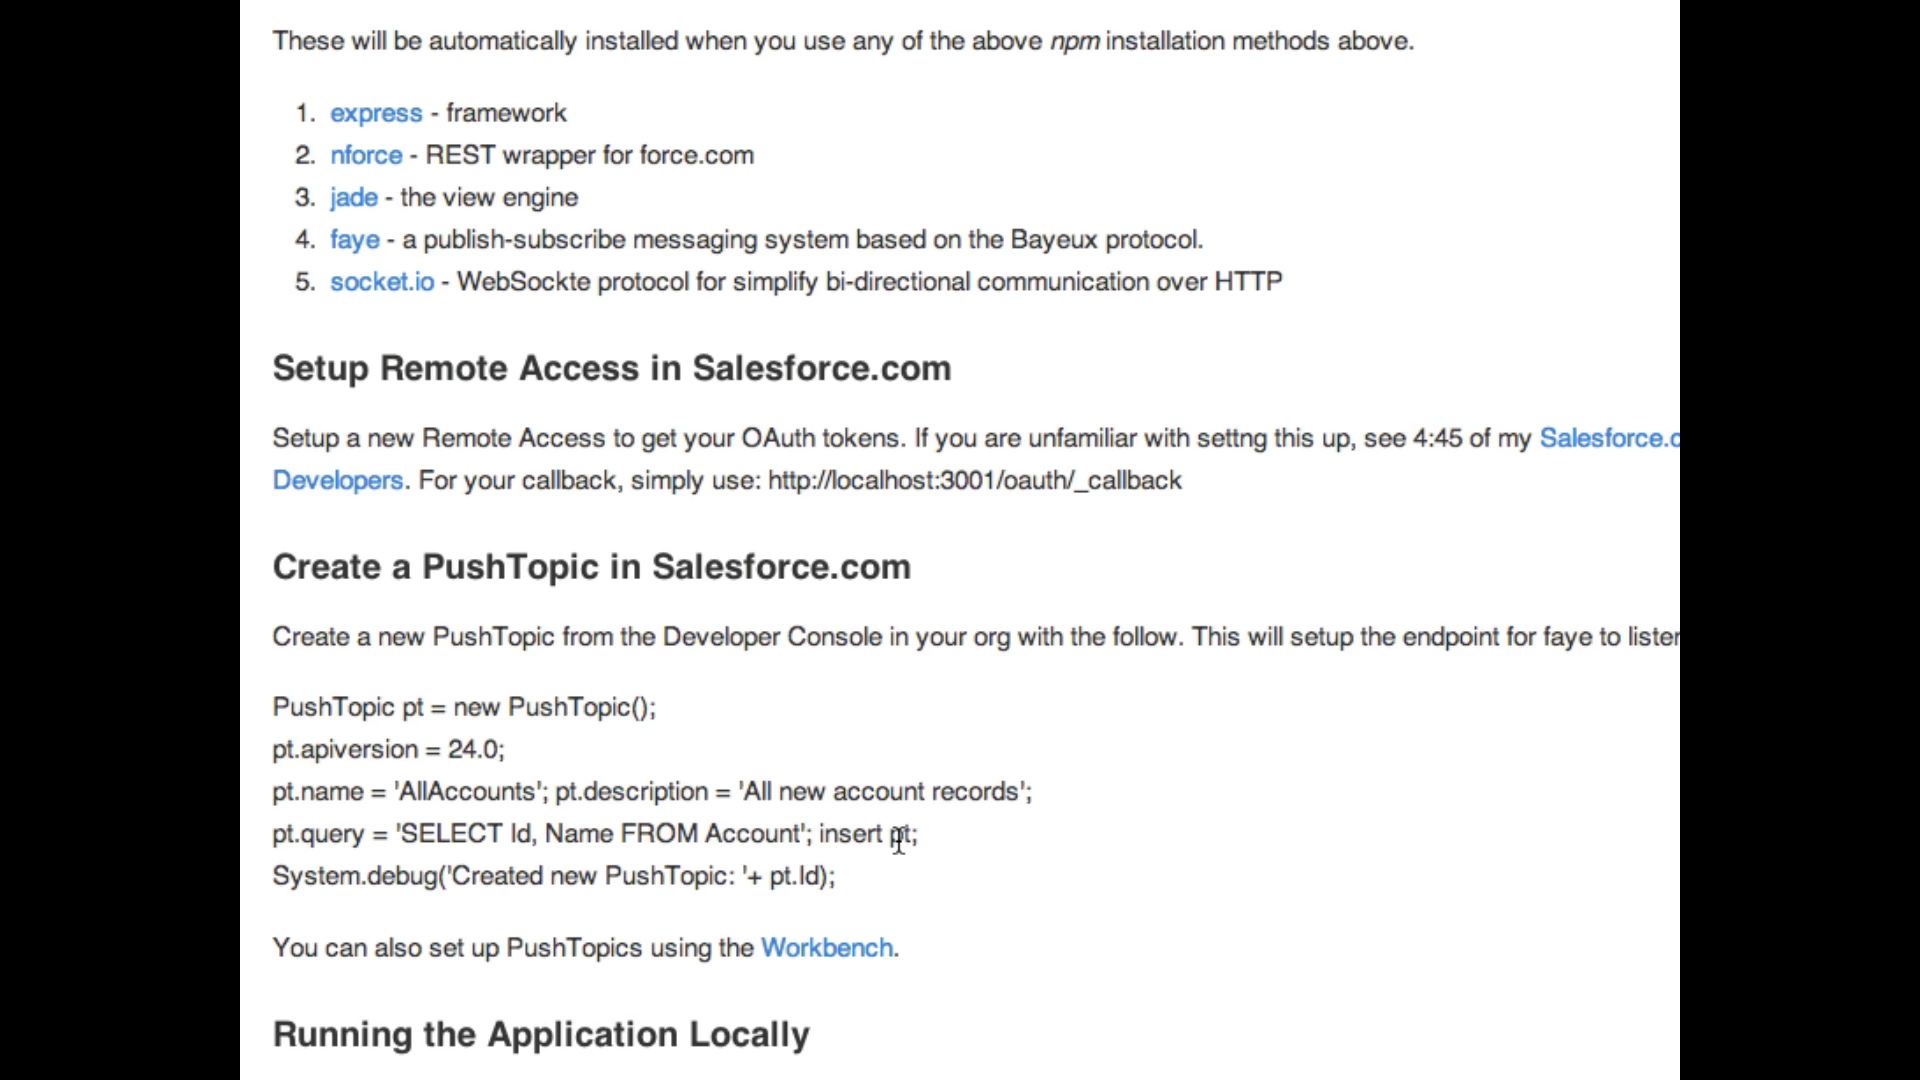 These will be automatically installed when you use any of the above npm installation methods above.
1. express - framework
2. nforce - REST wrapper for force.com
3. jade - the view engine
4. faye - a publish-subscribe messaging system based on the Bayeux protocol.
5. socket.io - WebSockte protocol for simplify bi-directional communication over HTTP
Setup Remote Access in Salesforce.com
Setup a new Remote Access to get your OAuth tokens. If you are unfamiliar with settng this up, see 4:45 of my Salesforce.c
Developers. For your callback, simply use: http://localhost:3001/oauth/_callback
Create a PushTopic in Salesforce.com
Create a new PushTopic from the Developer Console in your org with the follow. This will setup the endpoint for faye to listen
PushTopic pt = new PushTopic();
pt.apiversion = 24.0;
pt.name = 'AllAccounts'; pt.description = 'All new account records';
pt.query = 'SELECT Id, Name FROM Account'; insert pt;
System.debug('Created new PushTopic: '+ pt.Id);
You can also set up PushTopics using the Workbench.
Running the Application Locally